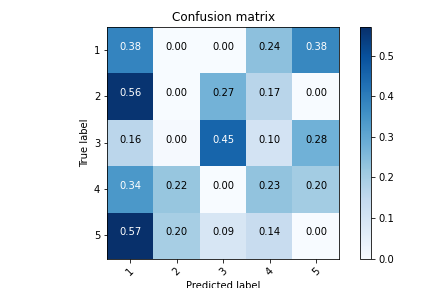 Confusion matrix
1 0.38 0.00 0.00 0.24 0.38
2 0.56 0.00 0.27 0.17 0.00
3 0.16 0.00 0.45 0.10 0.28
4 0.34 0.22 0.00 0.23 0.20
5 0.57 0.20 0.09 0.14 0.00
1 2 3 4 5
True label
Predicted label
0.5
0.4
0.3
0.2
0.1
0.0